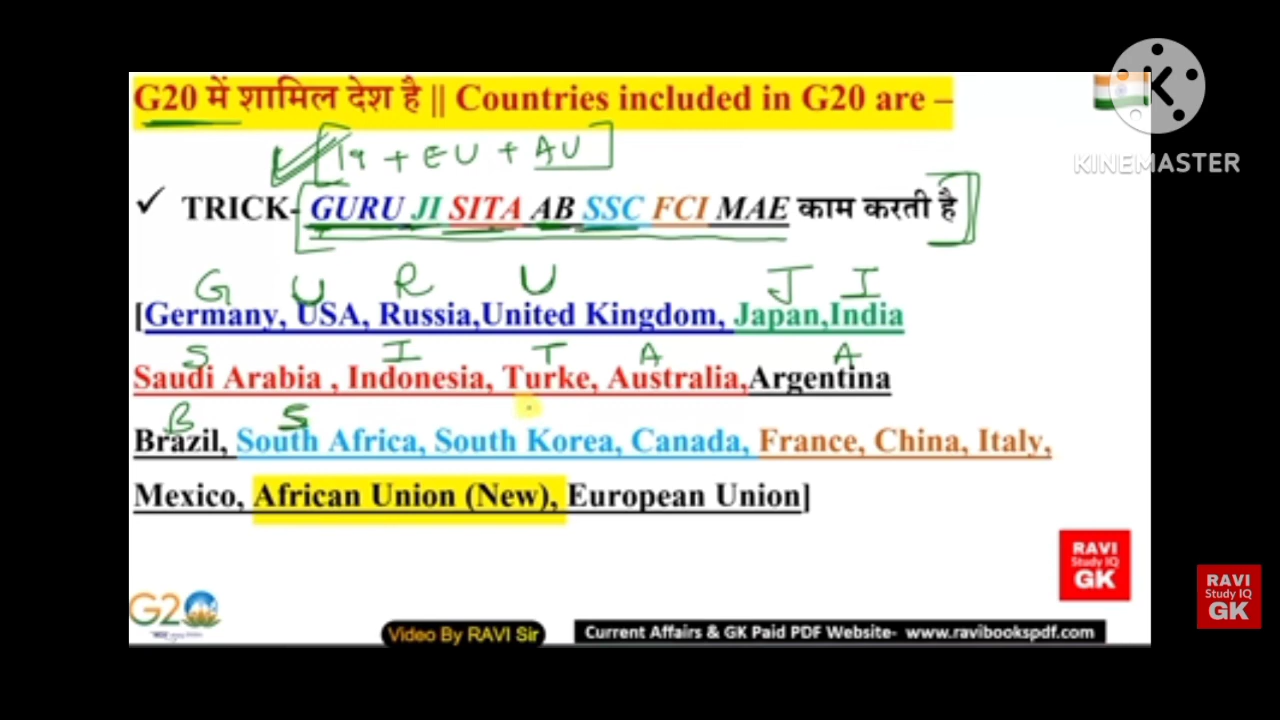 G20 में शामिल देश है || Countries included in G20 are –
KINEMASTER
[19 + EU + AU]
✓ TRICK- GURU JI SITA AB SSC FCI MAE काम करती है
G U R U J I
[Germany, USA, Russia,United Kingdom, Japan,India
S I T A A
Saudi Arabia , Indonesia, Turke, Australia,Argentina
B S
Brazil, South Africa, South Korea, Canada, France, China, Italy,
Mexico, African Union (New), European Union]
RAVI
Study IQ
GK
RAVI
Study IQ
GK
G20
Video By RAVI Sir
Current Affairs & GK Paid PDF Website- www.ravibookspdf.com